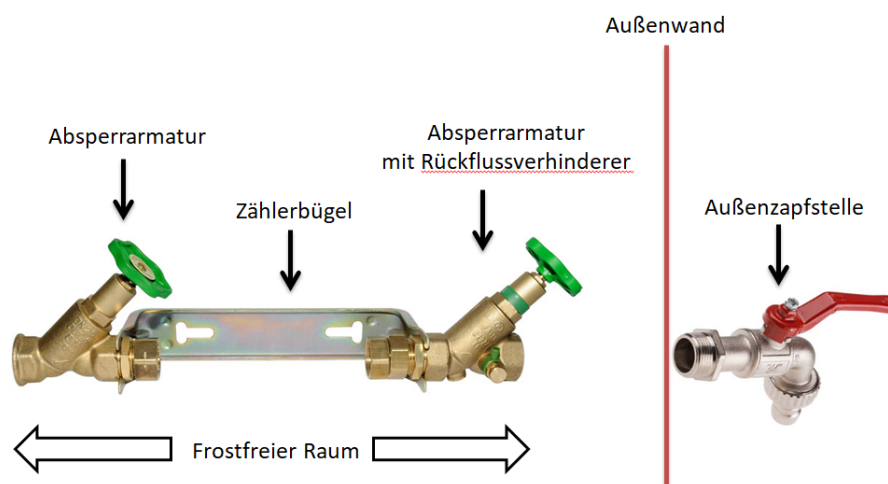 Außenwand
Absperrarmatur
Absperrarmatur
mit Rückflussverhinderer
Zählerbügel
Außenzapfstelle
Frostfreier Raum